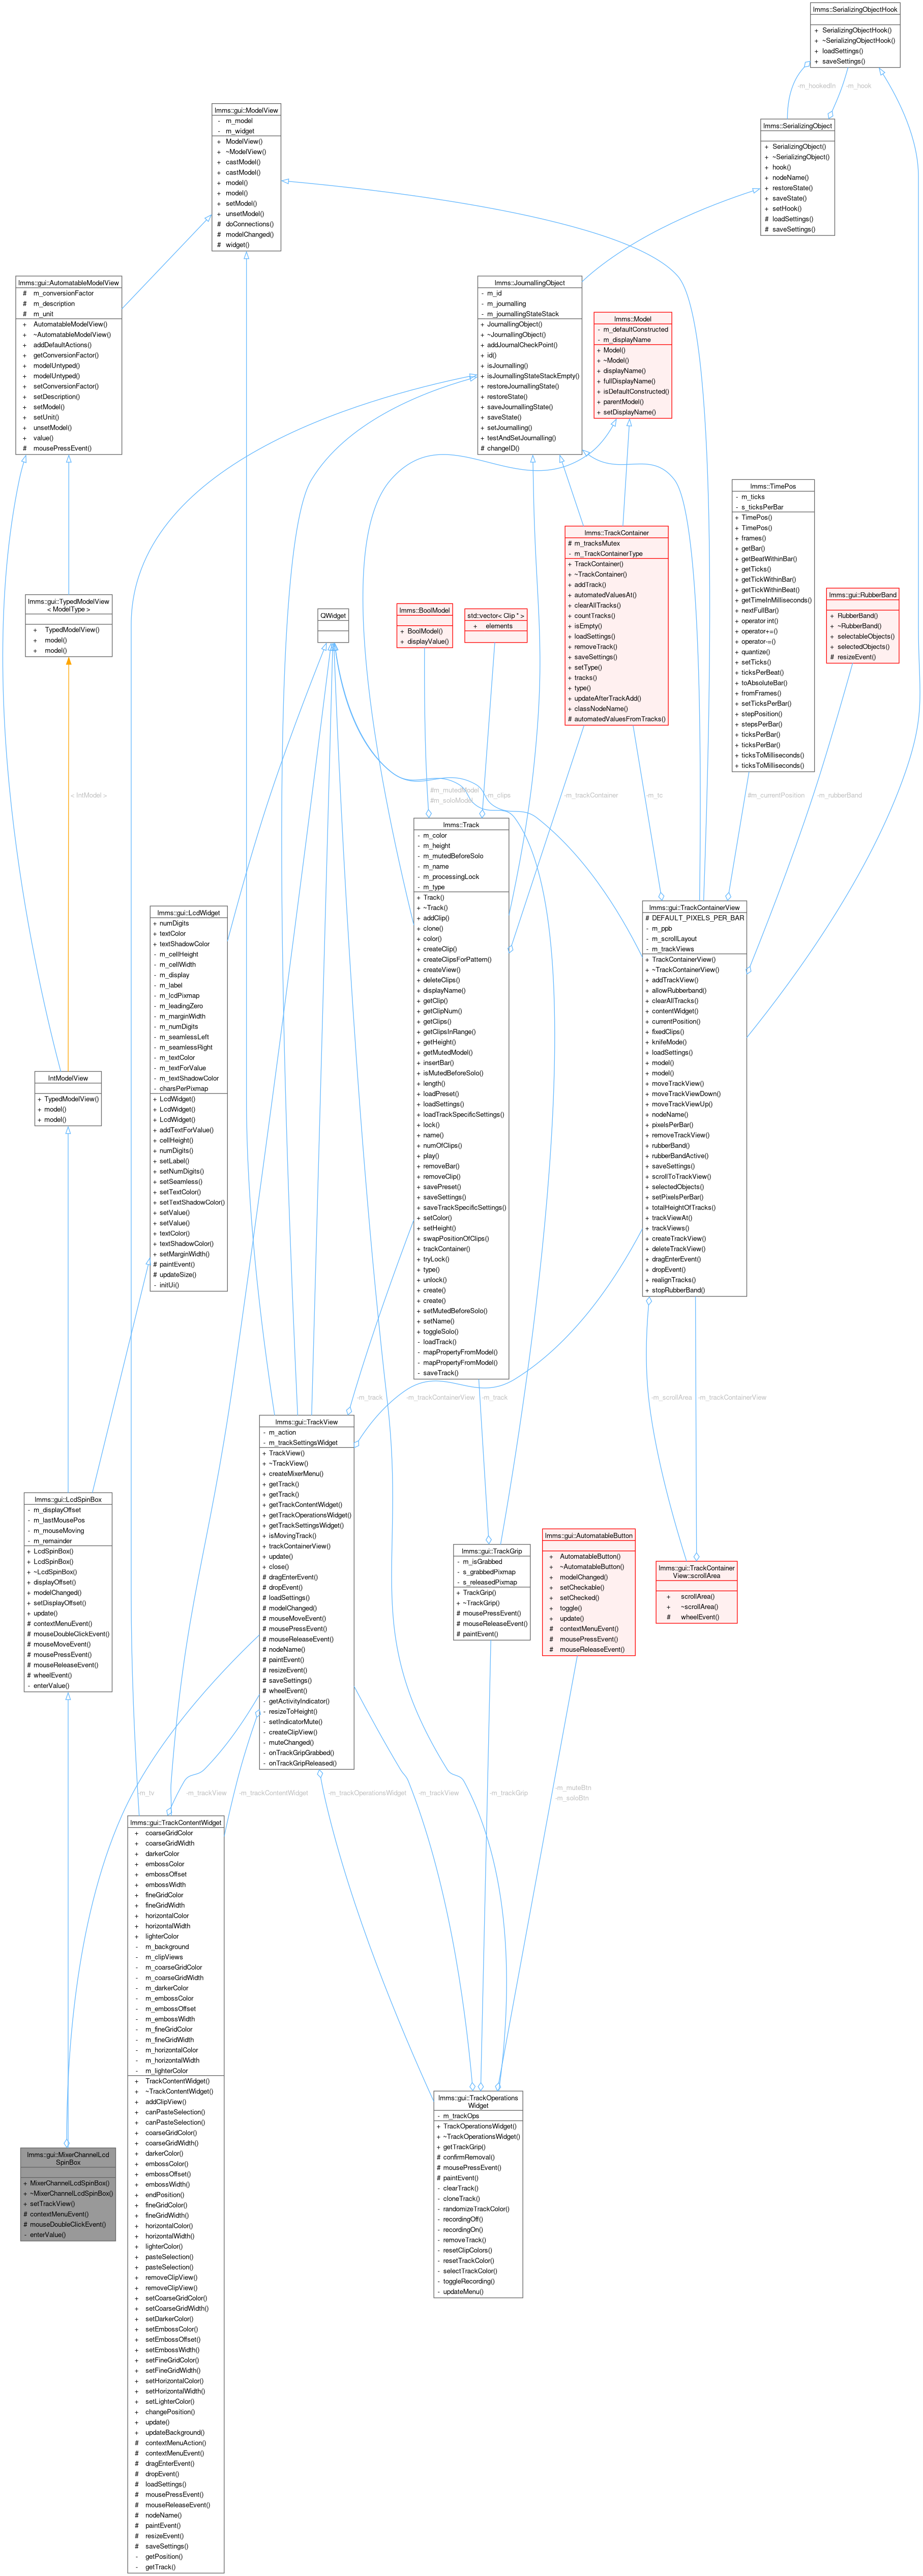 lmms::SerializingObjectHook
+ SerializingObjectHook()
+ ~SerializingObjectHook()
+ loadSettings()
+ saveSettings()
-m_hookedIn
-m_hook
lmms::gui::ModelView
- m_model
- m_widget
+ ModelView()
+ ~ModelView()
+ castModel()
+ castModel()
+ model()
+ model()
+ setModel()
+ unsetModel()
# doConnections()
# modelChanged()
# widget()
lmms::SerializingObject
+ SerializingObject()
+ ~SerializingObject()
+ hook()
+ nodeName()
+ restoreState()
+ saveState()
+ setHook()
# loadSettings()
# saveSettings()
lmms::gui::AutomatableModelView
# m_conversionFactor
# m_description
# m_unit
+ AutomatableModelView()
+ ~AutomatableModelView()
+ addDefaultActions()
+ getConversionFactor()
+ modelUntyped()
+ modelUntyped()
+ setConversionFactor()
+ setDescription()
+ setModel()
+ setUnit()
+ unsetModel()
+ value()
# mousePressEvent()
lmms::JournallingObject
- m_id
- m_journalling
- m_journallingStateStack
+ JournallingObject()
+ ~JournallingObject()
+ addJournalCheckPoint()
+ id()
+ isJournalling()
+ isJournallingStateStackEmpty()
+ restoreJournallingState()
+ restoreState()
+ saveJournallingState()
+ saveState()
+ setJournalling()
+ testAndSetJournalling()
# changeID()
lmms::Model
- m_defaultConstructed
- m_displayName
+ Model()
+ ~Model()
+ displayName()
+ fullDisplayName()
+ isDefaultConstructed()
+ parentModel()
+ setDisplayName()
lmms::TimePos
- m_ticks
- s_ticksPerBar
+ TimePos()
+ TimePos()
+ frames()
+ getBar()
+ getBeatWithinBar()
+ getTicks()
+ getTickWithinBar()
+ getTickWithinBeat()
+ getTimeInMilliseconds()
+ nextFullBar()
+ operator int()
+ operator+=()
+ operator-=()
+ quantize()
+ setTicks()
+ ticksPerBeat()
+ toAbsoluteBar()
+ fromFrames()
+ setTicksPerBar()
+ stepPosition()
+ stepsPerBar()
+ ticksPerBar()
+ ticksPerBar()
+ ticksToMilliseconds()
+ ticksToMilliseconds()
lmms::TrackContainer
# m_tracksMutex
- m_TrackContainerType
+ TrackContainer()
+ ~TrackContainer()
+ addTrack()
+ automatedValuesAt()
+ clearAllTracks()
+ countTracks()
+ isEmpty()
+ loadSettings()
+ removeTrack()
+ saveSettings()
+ setType()
+ tracks()
+ type()
+ updateAfterTrackAdd()
+ classNodeName()
# automatedValuesFromTracks()
lmms::gui::RubberBand
+ RubberBand()
+ ~RubberBand()
+ selectableObjects()
+ selectedObjects()
# resizeEvent()
lmms::gui::TypedModelView
< ModelType >
+ TypedModelView()
+ model()
+ model()
QWidget
lmms::BoolModel
+ BoolModel()
+ displayValue()
std::vector< Clip * >
+ elements
< IntModel >
#m_mutedModel
#m_soloModel
-m_clips
-m_trackContainer
-m_tc
#m_currentPosition
-m_rubberBand
lmms::Track
- m_color
- m_height
- m_mutedBeforeSolo
- m_name
- m_processingLock
- m_type
+ Track()
+ ~Track()
+ addClip()
+ clone()
+ color()
+ createClip()
+ createClipsForPattern()
+ createView()
+ deleteClips()
+ displayName()
+ getClip()
+ getClipNum()
+ getClips()
+ getClipsInRange()
+ getHeight()
+ getMutedModel()
+ insertBar()
+ isMutedBeforeSolo()
+ length()
+ loadPreset()
+ loadSettings()
+ loadTrackSpecificSettings()
+ lock()
+ name()
+ numOfClips()
+ play()
+ removeBar()
+ removeClip()
+ savePreset()
+ saveSettings()
+ saveTrackSpecificSettings()
+ setColor()
+ setHeight()
+ swapPositionOfClips()
+ trackContainer()
+ tryLock()
+ type()
+ unlock()
+ create()
+ create()
+ setMutedBeforeSolo()
+ setName()
+ toggleSolo()
- loadTrack()
- mapPropertyFromModel()
- mapPropertyFromModel()
- saveTrack()
lmms::gui::TrackContainerView
# DEFAULT_PIXELS_PER_BAR
- m_ppb
- m_scrollLayout
- m_trackViews
+ TrackContainerView()
+ ~TrackContainerView()
+ addTrackView()
+ allowRubberband()
+ clearAllTracks()
+ contentWidget()
+ currentPosition()
+ fixedClips()
+ knifeMode()
+ loadSettings()
+ model()
+ model()
+ moveTrackView()
+ moveTrackViewDown()
+ moveTrackViewUp()
+ nodeName()
+ pixelsPerBar()
+ removeTrackView()
+ rubberBand()
+ rubberBandActive()
+ saveSettings()
+ scrollToTrackView()
+ selectedObjects()
+ setPixelsPerBar()
+ totalHeightOfTracks()
+ trackViewAt()
+ trackViews()
+ createTrackView()
+ deleteTrackView()
+ dragEnterEvent()
+ dropEvent()
+ realignTracks()
+ stopRubberBand()
lmms::gui::LcdWidget
+ numDigits
+ textColor
+ textShadowColor
- m_cellHeight
- m_cellWidth
- m_display
- m_label
- m_lcdPixmap
- m_leadingZero
- m_marginWidth
- m_numDigits
- m_seamlessLeft
- m_seamlessRight
- m_textColor
- m_textForValue
- m_textShadowColor
- charsPerPixmap
+ LcdWidget()
+ LcdWidget()
+ LcdWidget()
+ addTextForValue()
+ cellHeight()
+ numDigits()
+ setLabel()
+ setNumDigits()
+ setSeamless()
+ setTextColor()
+ setTextShadowColor()
+ setValue()
+ setValue()
+ textColor()
+ textShadowColor()
+ setMarginWidth()
# paintEvent()
# updateSize()
- initUi()
IntModelView
+ TypedModelView()
+ model()
+ model()
-m_track
-m_trackContainerView
-m_track
-m_scrollArea
-m_trackContainerView
lmms::gui::TrackView
- m_action
- m_trackSettingsWidget
+ TrackView()
+ ~TrackView()
+ createMixerMenu()
+ getTrack()
+ getTrack()
+ getTrackContentWidget()
+ getTrackOperationsWidget()
+ getTrackSettingsWidget()
+ isMovingTrack()
+ trackContainerView()
+ update()
+ close()
# dragEnterEvent()
# dropEvent()
# loadSettings()
# modelChanged()
# mouseMoveEvent()
# mousePressEvent()
# mouseReleaseEvent()
# nodeName()
# paintEvent()
# resizeEvent()
# saveSettings()
# wheelEvent()
- getActivityIndicator()
- resizeToHeight()
- setIndicatorMute()
- createClipView()
- muteChanged()
- onTrackGripGrabbed()
- onTrackGripReleased()
lmms::gui::LcdSpinBox
- m_displayOffset
- m_lastMousePos
- m_mouseMoving
- m_remainder
+ LcdSpinBox()
+ LcdSpinBox()
+ ~LcdSpinBox()
+ displayOffset()
+ modelChanged()
+ setDisplayOffset()
+ update()
# contextMenuEvent()
# mouseDoubleClickEvent()
# mouseMoveEvent()
# mousePressEvent()
# mouseReleaseEvent()
# wheelEvent()
- enterValue()
lmms::gui::TrackGrip
- m_isGrabbed
- s_grabbedPixmap
- s_releasedPixmap
+ TrackGrip()
+ ~TrackGrip()
# mousePressEvent()
# mouseReleaseEvent()
# paintEvent()
lmms::gui::AutomatableButton
+ AutomatableButton()
+ ~AutomatableButton()
+ modelChanged()
+ setCheckable()
+ setChecked()
+ toggle()
+ update()
# contextMenuEvent()
# mousePressEvent()
# mouseReleaseEvent()
lmms::gui::TrackContainer
View::scrollArea
+ scrollArea()
+ ~scrollArea()
# wheelEvent()
-m_tv
-m_trackView
-m_trackContentWidget
-m_trackOperationsWidget
-m_trackView
-m_trackGrip
-m_muteBtn
-m_soloBtn
lmms::gui::TrackContentWidget
+ coarseGridColor
+ coarseGridWidth
+ darkerColor
+ embossColor
+ embossOffset
+ embossWidth
+ fineGridColor
+ fineGridWidth
+ horizontalColor
+ horizontalWidth
+ lighterColor
- m_background
- m_clipViews
- m_coarseGridColor
- m_coarseGridWidth
- m_darkerColor
- m_embossColor
- m_embossOffset
- m_embossWidth
- m_fineGridColor
- m_fineGridWidth
- m_horizontalColor
- m_horizontalWidth
- m_lighterColor
+ TrackContentWidget()
+ ~TrackContentWidget()
+ addClipView()
+ canPasteSelection()
+ canPasteSelection()
+ coarseGridColor()
+ coarseGridWidth()
+ darkerColor()
+ embossColor()
+ embossOffset()
+ embossWidth()
+ endPosition()
+ fineGridColor()
+ fineGridWidth()
+ horizontalColor()
+ horizontalWidth()
+ lighterColor()
+ pasteSelection()
+ pasteSelection()
+ removeClipView()
+ removeClipView()
+ setCoarseGridColor()
+ setCoarseGridWidth()
+ setDarkerColor()
+ setEmbossColor()
+ setEmbossOffset()
+ setEmbossWidth()
+ setFineGridColor()
+ setFineGridWidth()
+ setHorizontalColor()
+ setHorizontalWidth()
+ setLighterColor()
+ changePosition()
+ update()
+ updateBackground()
# contextMenuAction()
# contextMenuEvent()
# dragEnterEvent()
# dropEvent()
# loadSettings()
# mousePressEvent()
# mouseReleaseEvent()
# nodeName()
# paintEvent()
# resizeEvent()
# saveSettings()
- getPosition()
- getTrack()
lmms::gui::TrackOperations
Widget
- m_trackOps
+ TrackOperationsWidget()
+ ~TrackOperationsWidget()
+ getTrackGrip()
# confirmRemoval()
# mousePressEvent()
# paintEvent()
- clearTrack()
- cloneTrack()
- randomizeTrackColor()
- recordingOff()
- recordingOn()
- removeTrack()
- resetClipColors()
- resetTrackColor()
- selectTrackColor()
- toggleRecording()
- updateMenu()
lmms::gui::MixerChannelLcd
SpinBox
+ MixerChannelLcdSpinBox()
+ ~MixerChannelLcdSpinBox()
+ setTrackView()
# contextMenuEvent()
# mouseDoubleClickEvent()
- enterValue()